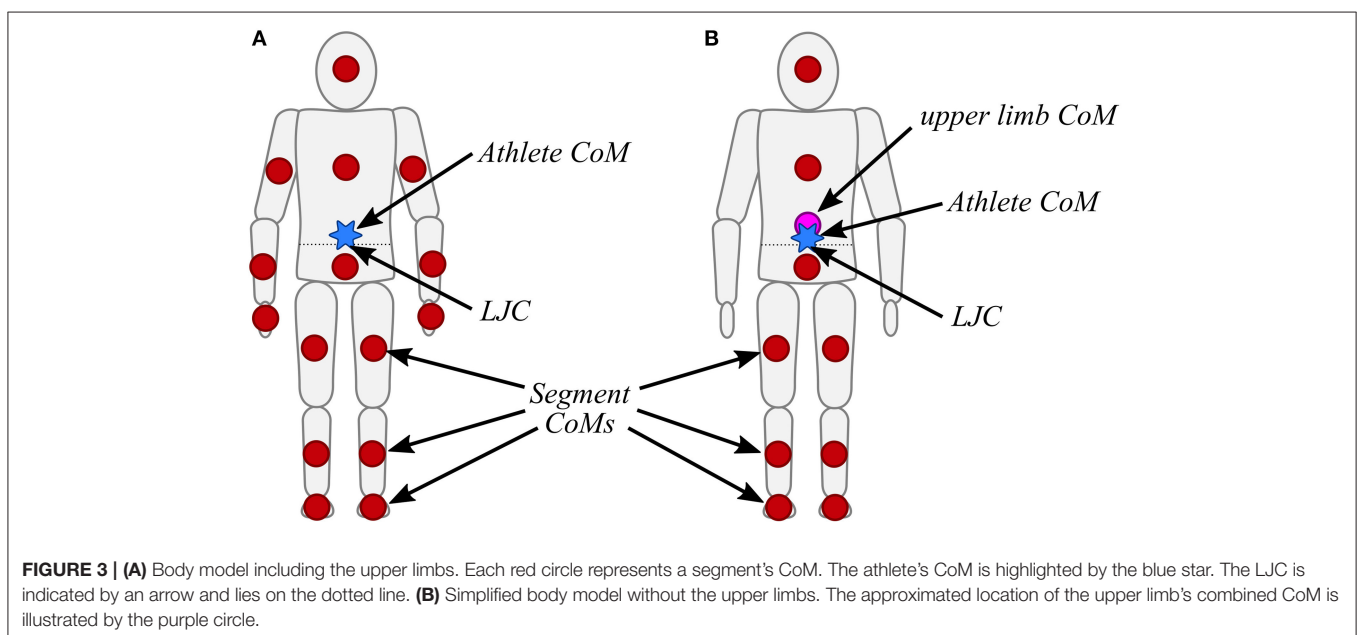 A
B
upper limb CoM
Athlete CoM
Athlete CoM
LJC
LJC
Segment
CoMs
FIGURE 3 | (A) Body model including the upper limbs. Each red circle represents a segment's CoM. The athlete's CoM is highlighted by the blue star. The LJC is
indicated by an arrow and lies on the dotted line. (B) Simplified body model without the upper limbs. The approximated location of the upper limb's combined CoM is
illustrated by the purple circle.